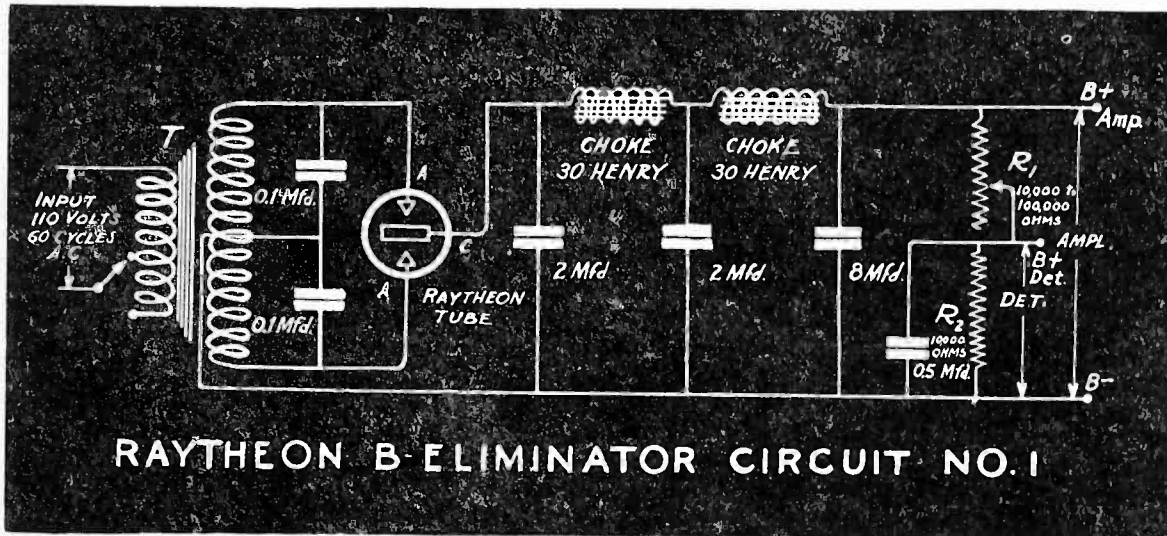 T
INPUT
110 VOLTS
60 CYCLES
A.C.
0.1 Mfd.
0.1 Mfd.
A
C
A
RAYTHEON
TUBE
2 Mfd.
CHOKE
30 HENRY
2 Mfd.
CHOKE
30 HENRY
8 Mfd.
B+
Amp.
R1
10,000 to
100,000
OHMS
AMPL.
B+
Det.
DET.
R2
10,000
OHMS
0.5 Mfd.
B-
RAYTHEON B-ELIMINATOR CIRCUIT NO. 1